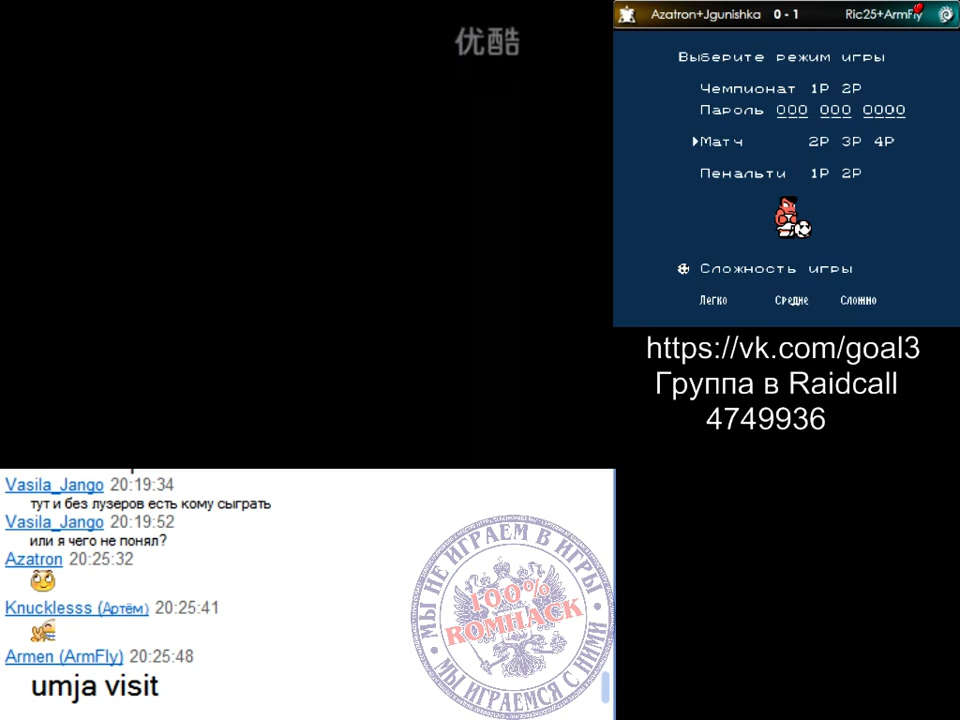 优酷
Azatron+Jgunishka 0 - 1 Ric25+ArmFly
Выберите режим игры
Чемпионат 1P 2P
Пароль 000 000 0000
Матч 2P 3P 4P
Пенальти 1P 2P
Сложность игры
Легко Средне Сложно
https://vk.com/goal3
Группа в Raidcall
4749936
Vasila_Jango 20:19:34
тут и без лузеров есть кому сыграть
Vasila_Jango 20:19:52
или я чего не понял?
Azatron 20:25:32
Knucklesss (Артём) 20:25:41
Armen (ArmFly) 20:25:48
umja visit
МЫ НЕ ИГРАЕМ В ИГРЫ
100%
ROMHACK
МЫ ИГРАЕМСЯ С НИМИ